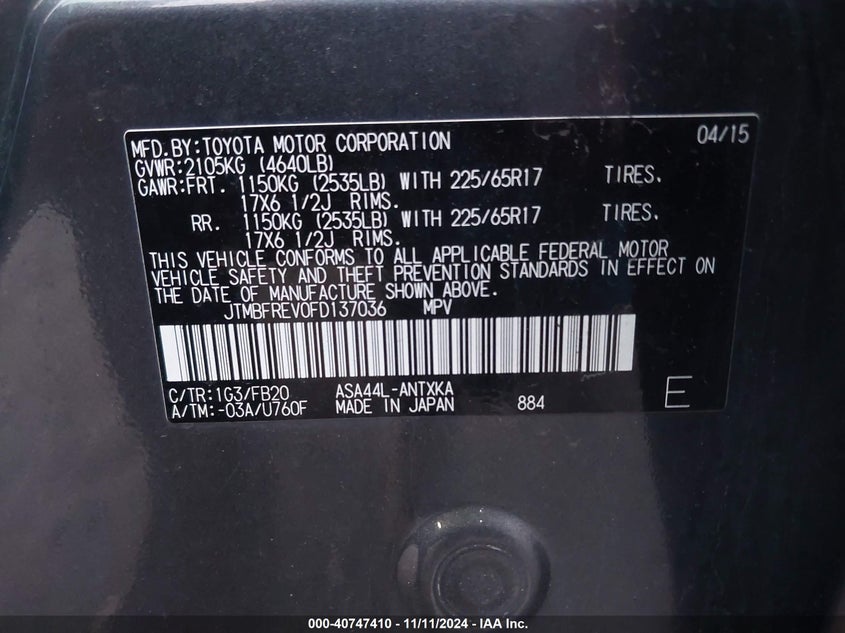 MFD.BY:TOYOTA MOTOR CORPORATION 04/15
GVWR:2105KG (4640LB)
GAWR:FRT. 1150KG (2535LB) WITH 225/65R17 TIRES.
17X6 1/2J RIMS.
RR. 1150KG (2535LB) WITH 225/65R17 TIRES.
17X6 1/2J RIMS.
THIS VEHICLE CONFORMS TO ALL APPLICABLE FEDERAL MOTOR
VEHICLE SAFETY AND THEFT PREVENTION STANDARDS IN EFFECT ON
THE DATE OF MANUFACTURE SHOWN ABOVE.
JTMBFREV0FD137036 MPV
C/TR:1G3/FB20 ASA44L-ANTXKA
A/TM:-03A/U760F MADE IN JAPAN 884 E
000-40747410 - 11/11/2024 - IAA Inc.